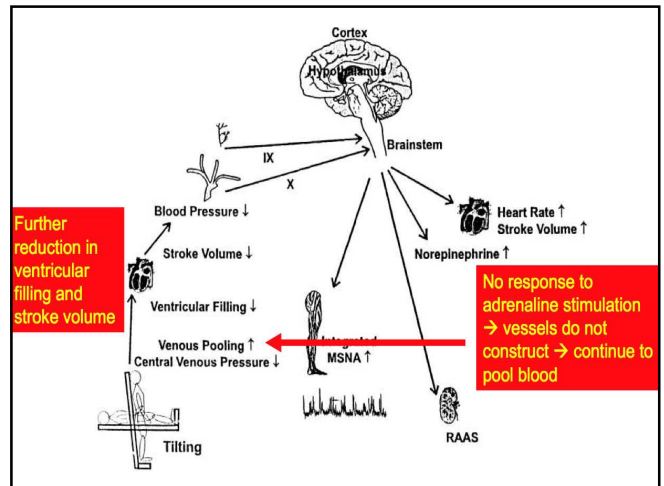 Cortex
Hypothalamus
Brainstem
IX
X
Blood Pressure ↓
Stroke Volume ↓
Ventricular Filling ↓
Venous Pooling ↑
Central Venous Pressure ↓
Tilting
Further
reduction in
ventricular
filling and
stroke volume
Heart Rate ↑
Stroke Volume ↑
Norepinephrine ↑
Integrated
MSNA ↑
RAAS
No response to
adrenaline stimulation
→ vessels do not
construct → continue to
pool blood